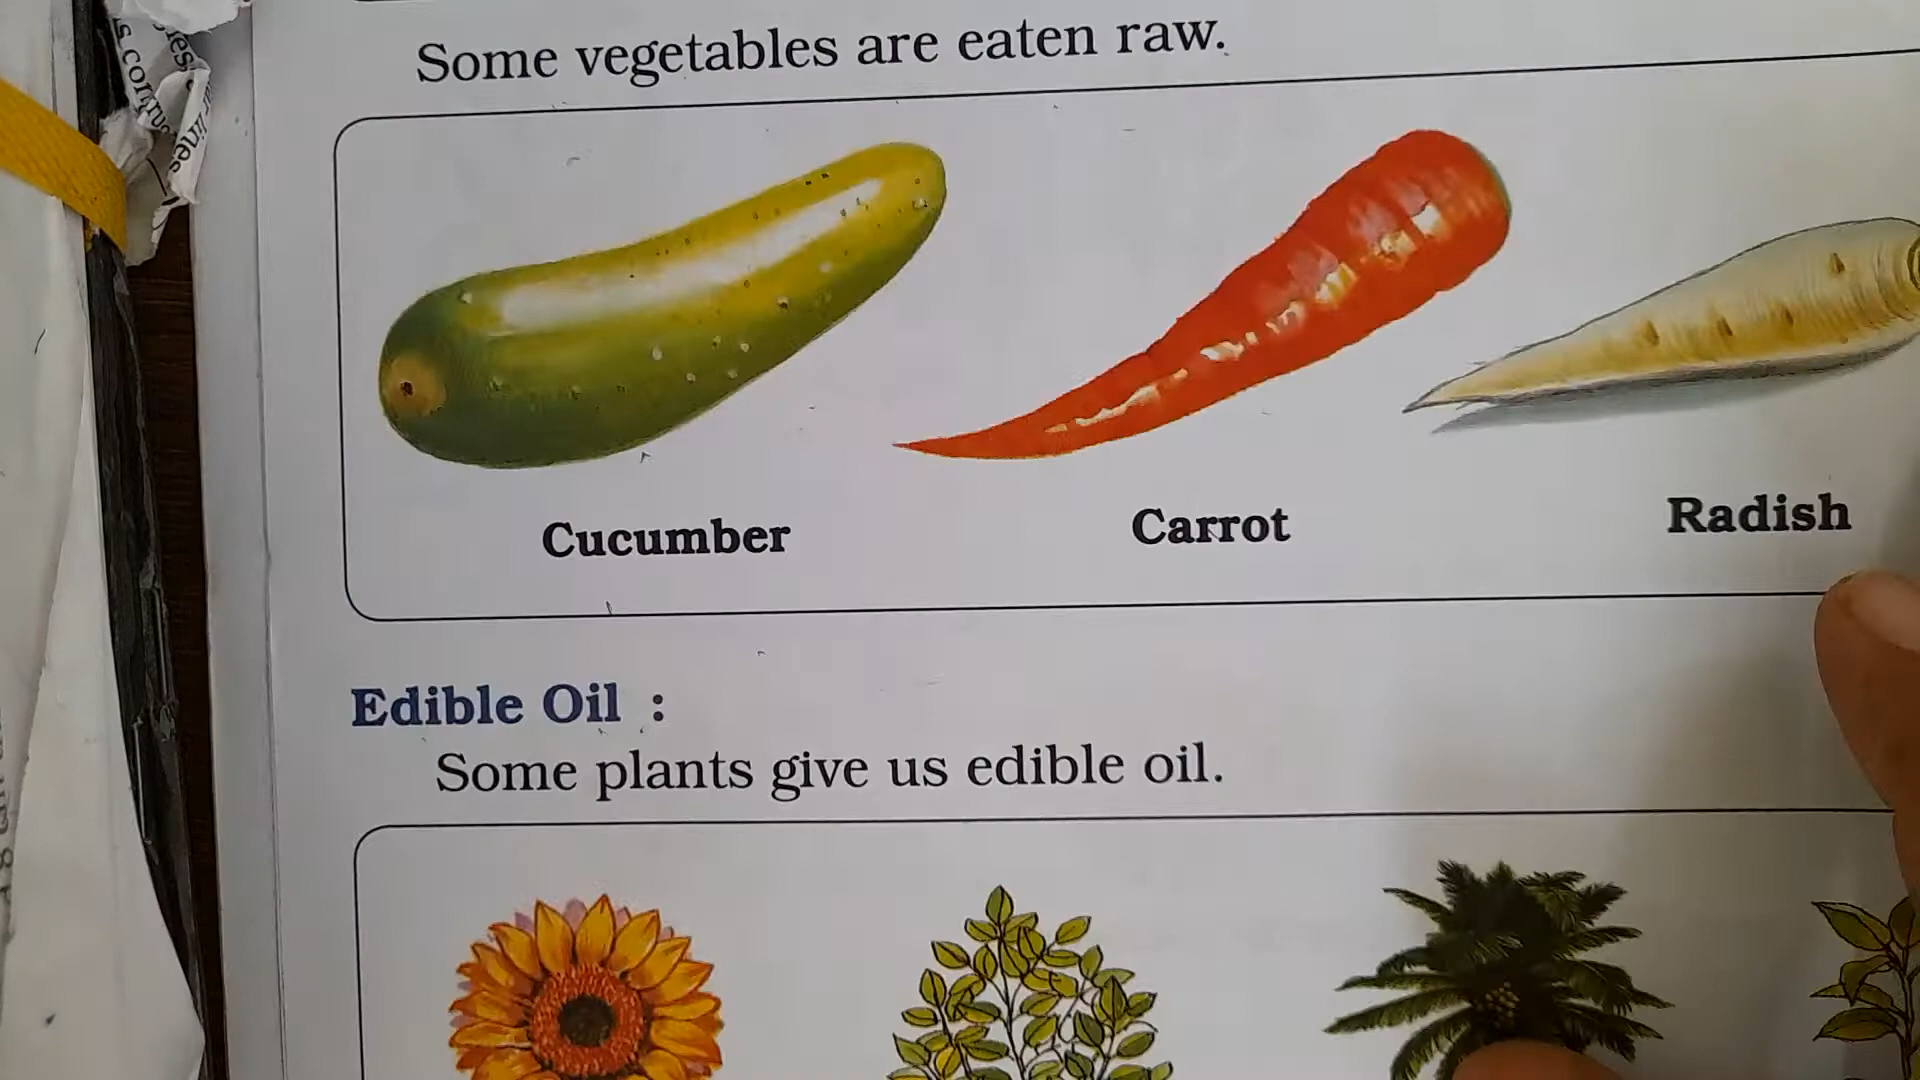 Some vegetables are eaten raw.
Cucumber
Carrot
Radish
Edible Oil :
Some plants give us edible oil.